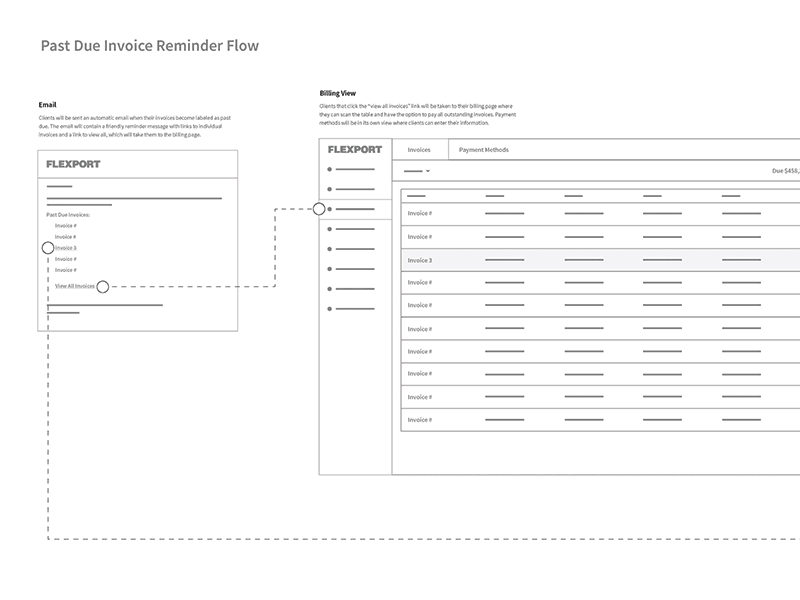 Past Due Invoice Reminder Flow
Email
Clients will be sent an automatic email when their invoices become labeled as past
due. The email will contain a friendly reminder message with links to individual
invoices and a link to view all, which will take them to the billing page.
FLEXPORT
Past Due Invoices:
Invoice #
Invoice #
Invoice 3
Invoice #
Invoice #
View All Invoices
Billing View
Clients that click the "view all invoices" link will be taken to their billing page where
they can scan the table and have the option to pay all outstanding invoices. Payment
methods will be in its own view where clients can enter their information.
FLEXPORT
Invoices
Payment Methods
Due $458,
Invoice #
Invoice #
Invoice 3
Invoice #
Invoice #
Invoice #
Invoice #
Invoice #
Invoice #
Invoice #